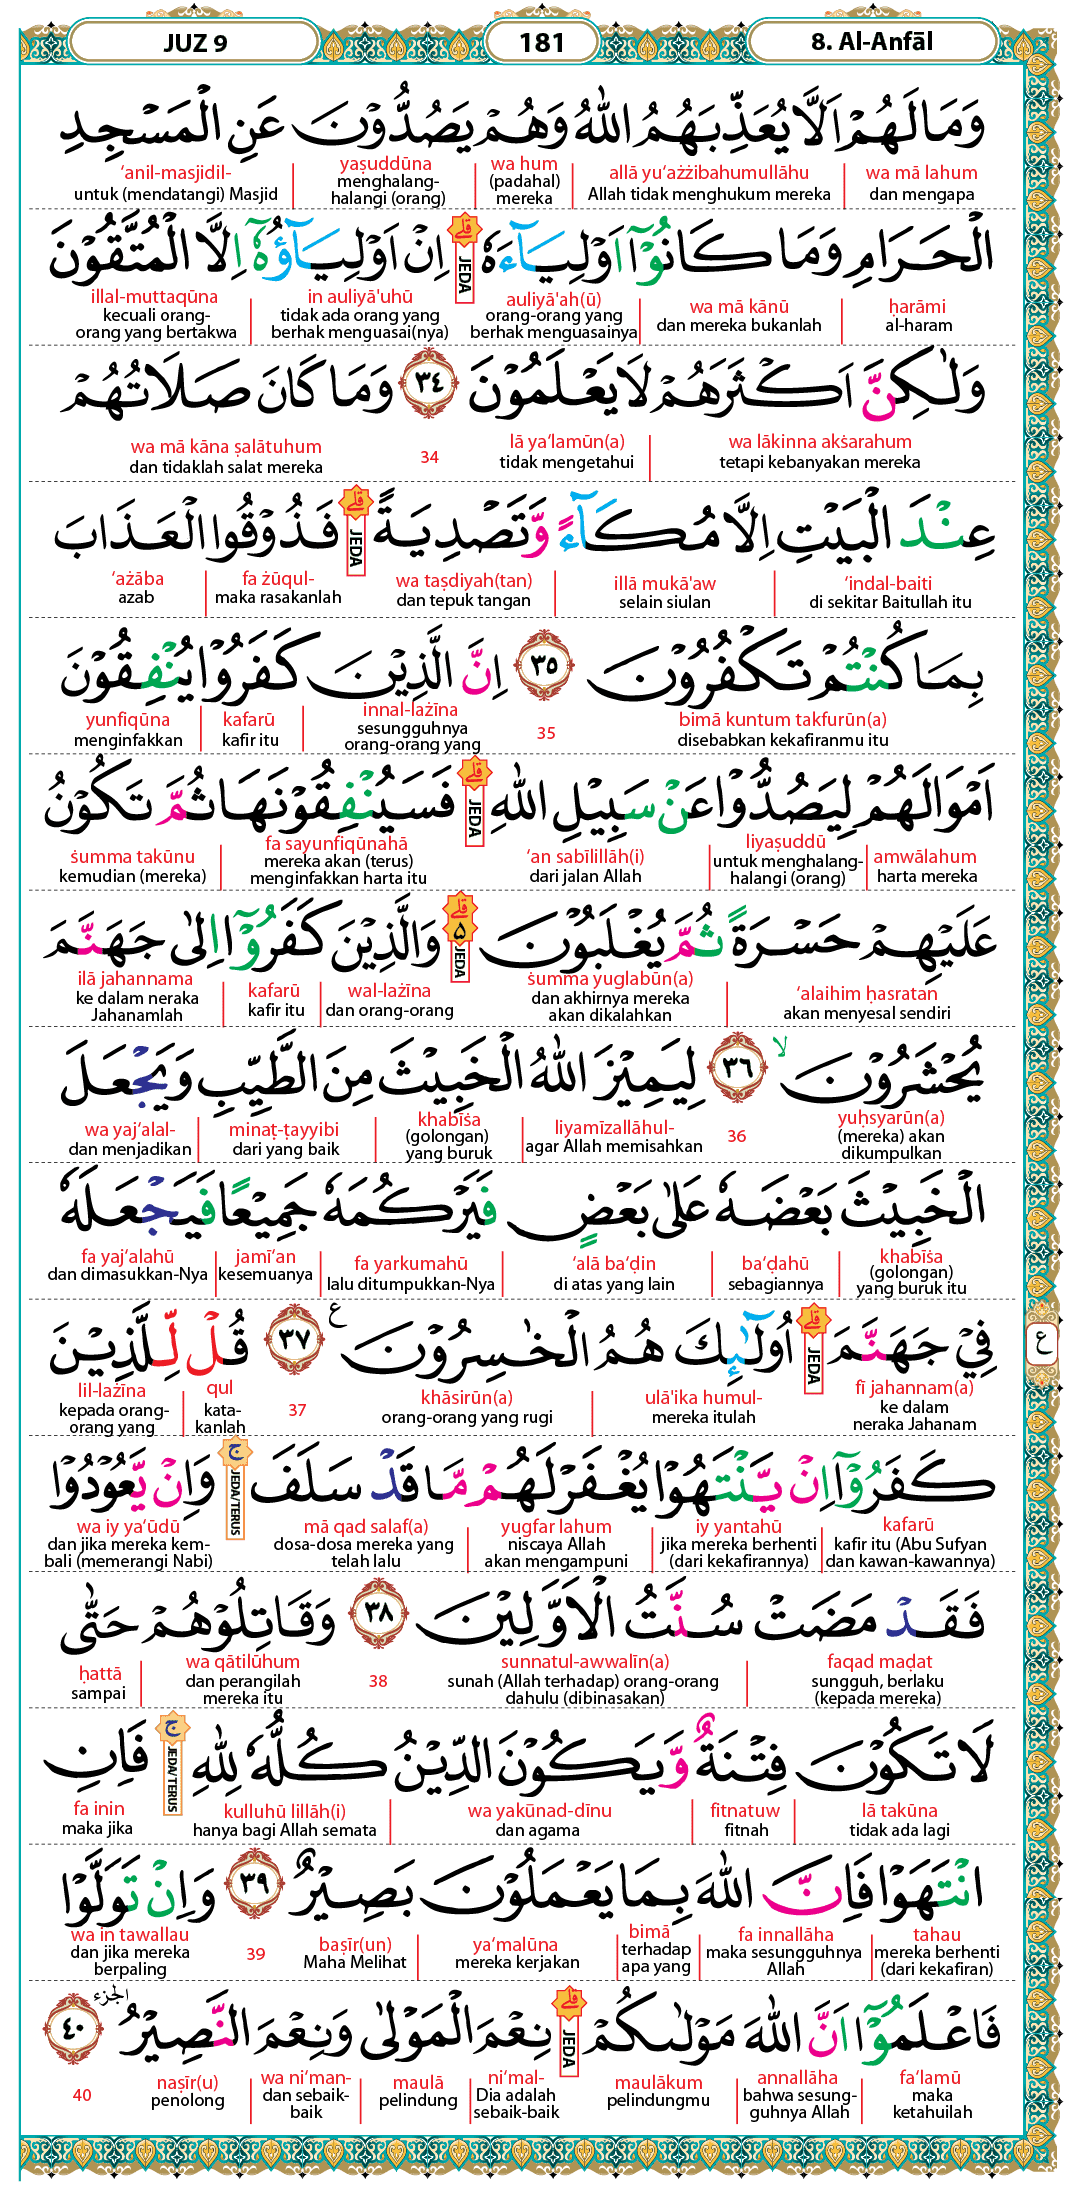 JUZ 9
181
8. Al-Anfāl
وَمَا لَهُمْ اَلَّا يُعَذِّبَهُمُ اللّٰهُ وَهُمْ يَصُدُّوْنَ عَنِ الْمَسْجِدِ
wa mā lahum allā yu‘ażżibahumullāhu wa hum yaṣuddūna ‘anil-masjidil-
dan mengapa Allah tidak menghukum mereka (padahal) mereka menghalang-halangi (orang) untuk (mendatangi) Masjid
الْحَرَامِ وَمَا كَانُوْٓا اَوْلِيَاۤءَهٗ ۗ اِنْ اَوْلِيَاۤؤُهٗٓ اِلَّا الْمُتَّقُوْنَ
JEDA
ḥarāmi wa mā kānū auliyā'ah(ū) in auliyā'uhū illal-muttaqūna
al-haram dan mereka bukanlah orang-orang yang berhak menguasainya tidak ada orang yang berhak menguasai(nya) kecuali orang-orang yang bertakwa
وَلٰكِنَّ اَكْثَرَهُمْ لَا يَعْلَمُوْنَ ٣٤ وَمَا كَانَ صَلَاتُهُمْ
wa lākinna akṡarahum lā ya‘lamūn(a) 34 wa mā kāna ṣalātuhum
tetapi kebanyakan mereka tidak mengetahui dan tidaklah salat mereka
عِنْدَ الْبَيْتِ اِلَّا مُكَاۤءً وَّتَصْدِيَةً ۗ فَذُوْقُوا الْعَذَابَ
JEDA
‘indal-baiti illā mukā'aw wa taṣdiyah(tan) fa żūqul- ‘ażāba
di sekitar Baitullah itu selain siulan dan tepuk tangan maka rasakanlah azab
بِمَا كُنْتُمْ تَكْفُرُوْنَ ٣٥ اِنَّ الَّذِيْنَ كَفَرُوْا يُنْفِقُوْنَ
bimā kuntum takfurūn(a) 35 innal-lażīna kafarū yunfiqūna
disebabkan kekafiranmu itu sesungguhnya orang-orang yang kafir itu menginfakkan
اَمْوَالَهُمْ لِيَصُدُّوْا عَنْ سَبِيْلِ اللّٰهِ ۗ فَسَيُنْفِقُوْنَهَا ثُمَّ تَكُوْنُ
JEDA
amwālahum liyaṣuddū ‘an sabīlillāh(i) fa sayunfiqūnahā ṡumma takūnu
harta mereka untuk menghalang-halangi (orang) dari jalan Allah mereka akan (terus) menginfakkan harta itu kemudian (mereka)
عَلَيْهِمْ حَسْرَةً ثُمَّ يُغْلَبُوْنَ ۗ وَالَّذِيْنَ كَفَرُوْٓا اِلٰى جَهَنَّمَ
JEDA
‘alaihim ḥasratan ṡumma yuglabūn(a) wal-lażīna kafarū ilā jahannama
akan menyesal sendiri dan akhirnya mereka akan dikalahkan dan orang-orang kafir itu ke dalam neraka Jahanamlah
يُحْشَرُوْنَ ۙ ٣٦ لِيَمِيْزَ اللّٰهُ الْخَبِيْثَ مِنَ الطَّيِّبِ وَيَجْعَلَ
yuḥsyarūn(a) 36 liyamīzallāhul- khabīṡa minaṭ-ṭayyibi wa yaj‘alal-
(mereka) akan dikumpulkan agar Allah memisahkan (golongan) yang buruk dari yang baik dan menjadikan
الْخَبِيْثَ بَعْضَهٗ عَلٰى بَعْضٍ فَيَرْكُمَهٗ جَمِيْعًا فَيَجْعَلَهٗ
khabīṡa ba‘ḍahū ‘alā ba‘ḍin fa yarkumahū jamī‘an fa yaj‘alahū
(golongan) yang buruk itu sebagiannya di atas yang lain lalu ditumpukkan-Nya kesemuanya dan dimasukkan-Nya
فِيْ جَهَنَّمَ ۗ اُولٰۤىِٕكَ هُمُ الْخٰسِرُوْنَ ࣖ ٣٧ قُلْ لِّلَّذِيْنَ
ع
JEDA
fī jahannam(a) ulā'ika humul- khāsirūn(a) 37 qul lil-lażīna
ke dalam neraka Jahanam mereka itulah orang-orang yang rugi kata-kanlah kepada orang-orang yang
كَفَرُوْٓا اِنْ يَّنْتَهُوْا يُغْفَرْ لَهُمْ مَّا قَدْ سَلَفَ ۚ وَاِنْ يَّعُوْدُوْا
JEDA/TERUS
kafarū iy yantahū yugfar lahum mā qad salaf(a) wa iy ya‘ūdū
kafir itu (Abu Sufyan dan kawan-kawannya) jika mereka berhenti (dari kekafirannya) niscaya Allah akan mengampuni dosa-dosa mereka yang telah lalu dan jika mereka kem-bali (memerangi Nabi)
فَقَدْ مَضَتْ سُنَّتُ الْاَوَّلِيْنَ ٣٨ وَقَاتِلُوْهُمْ حَتّٰى
faqad maḍat sunnatul-awwalīn(a) 38 wa qātilūhum ḥattā
sungguh, berlaku (kepada mereka) sunah (Allah terhadap) orang-orang dahulu (dibinasakan) dan perangilah mereka itu sampai
لَا تَكُوْنَ فِتْنَةٌ وَّيَكُوْنَ الدِّيْنُ كُلُّهٗ لِلّٰهِ ۚ فَاِنِ
JEDA/TERUS
lā takūna fitnatuw wa yakūnad-dīnu kulluhū lillāh(i) fa inin
tidak ada lagi fitnah dan agama hanya bagi Allah semata maka jika
انْتَهَوْا فَاِنَّ اللّٰهَ بِمَا يَعْمَلُوْنَ بَصِيْرٌ ٣٩ وَاِنْ تَوَلَّوْا
tahau fa innallāha bimā ya‘malūna baṣīr(un) 39 wa in tawallau
mereka berhenti (dari kekafiran) maka sesungguhnya Allah terhadap apa yang mereka kerjakan Maha Melihat dan jika mereka berpaling
فَاعْلَمُوْٓا اَنَّ اللّٰهَ مَوْلٰىكُمْ ۗ نِعْمَ الْمَوْلٰى وَنِعْمَ النَّصِيْرُ ٤٠ الجزء
JEDA
fa‘lamū annallāha maulākum ni‘mal- maulā wa ni‘man- naṣīr(u) 40
maka ketahuilah bahwa sesung-guhnya Allah pelindungmu Dia adalah sebaik-baik pelindung dan sebaik-baik penolong